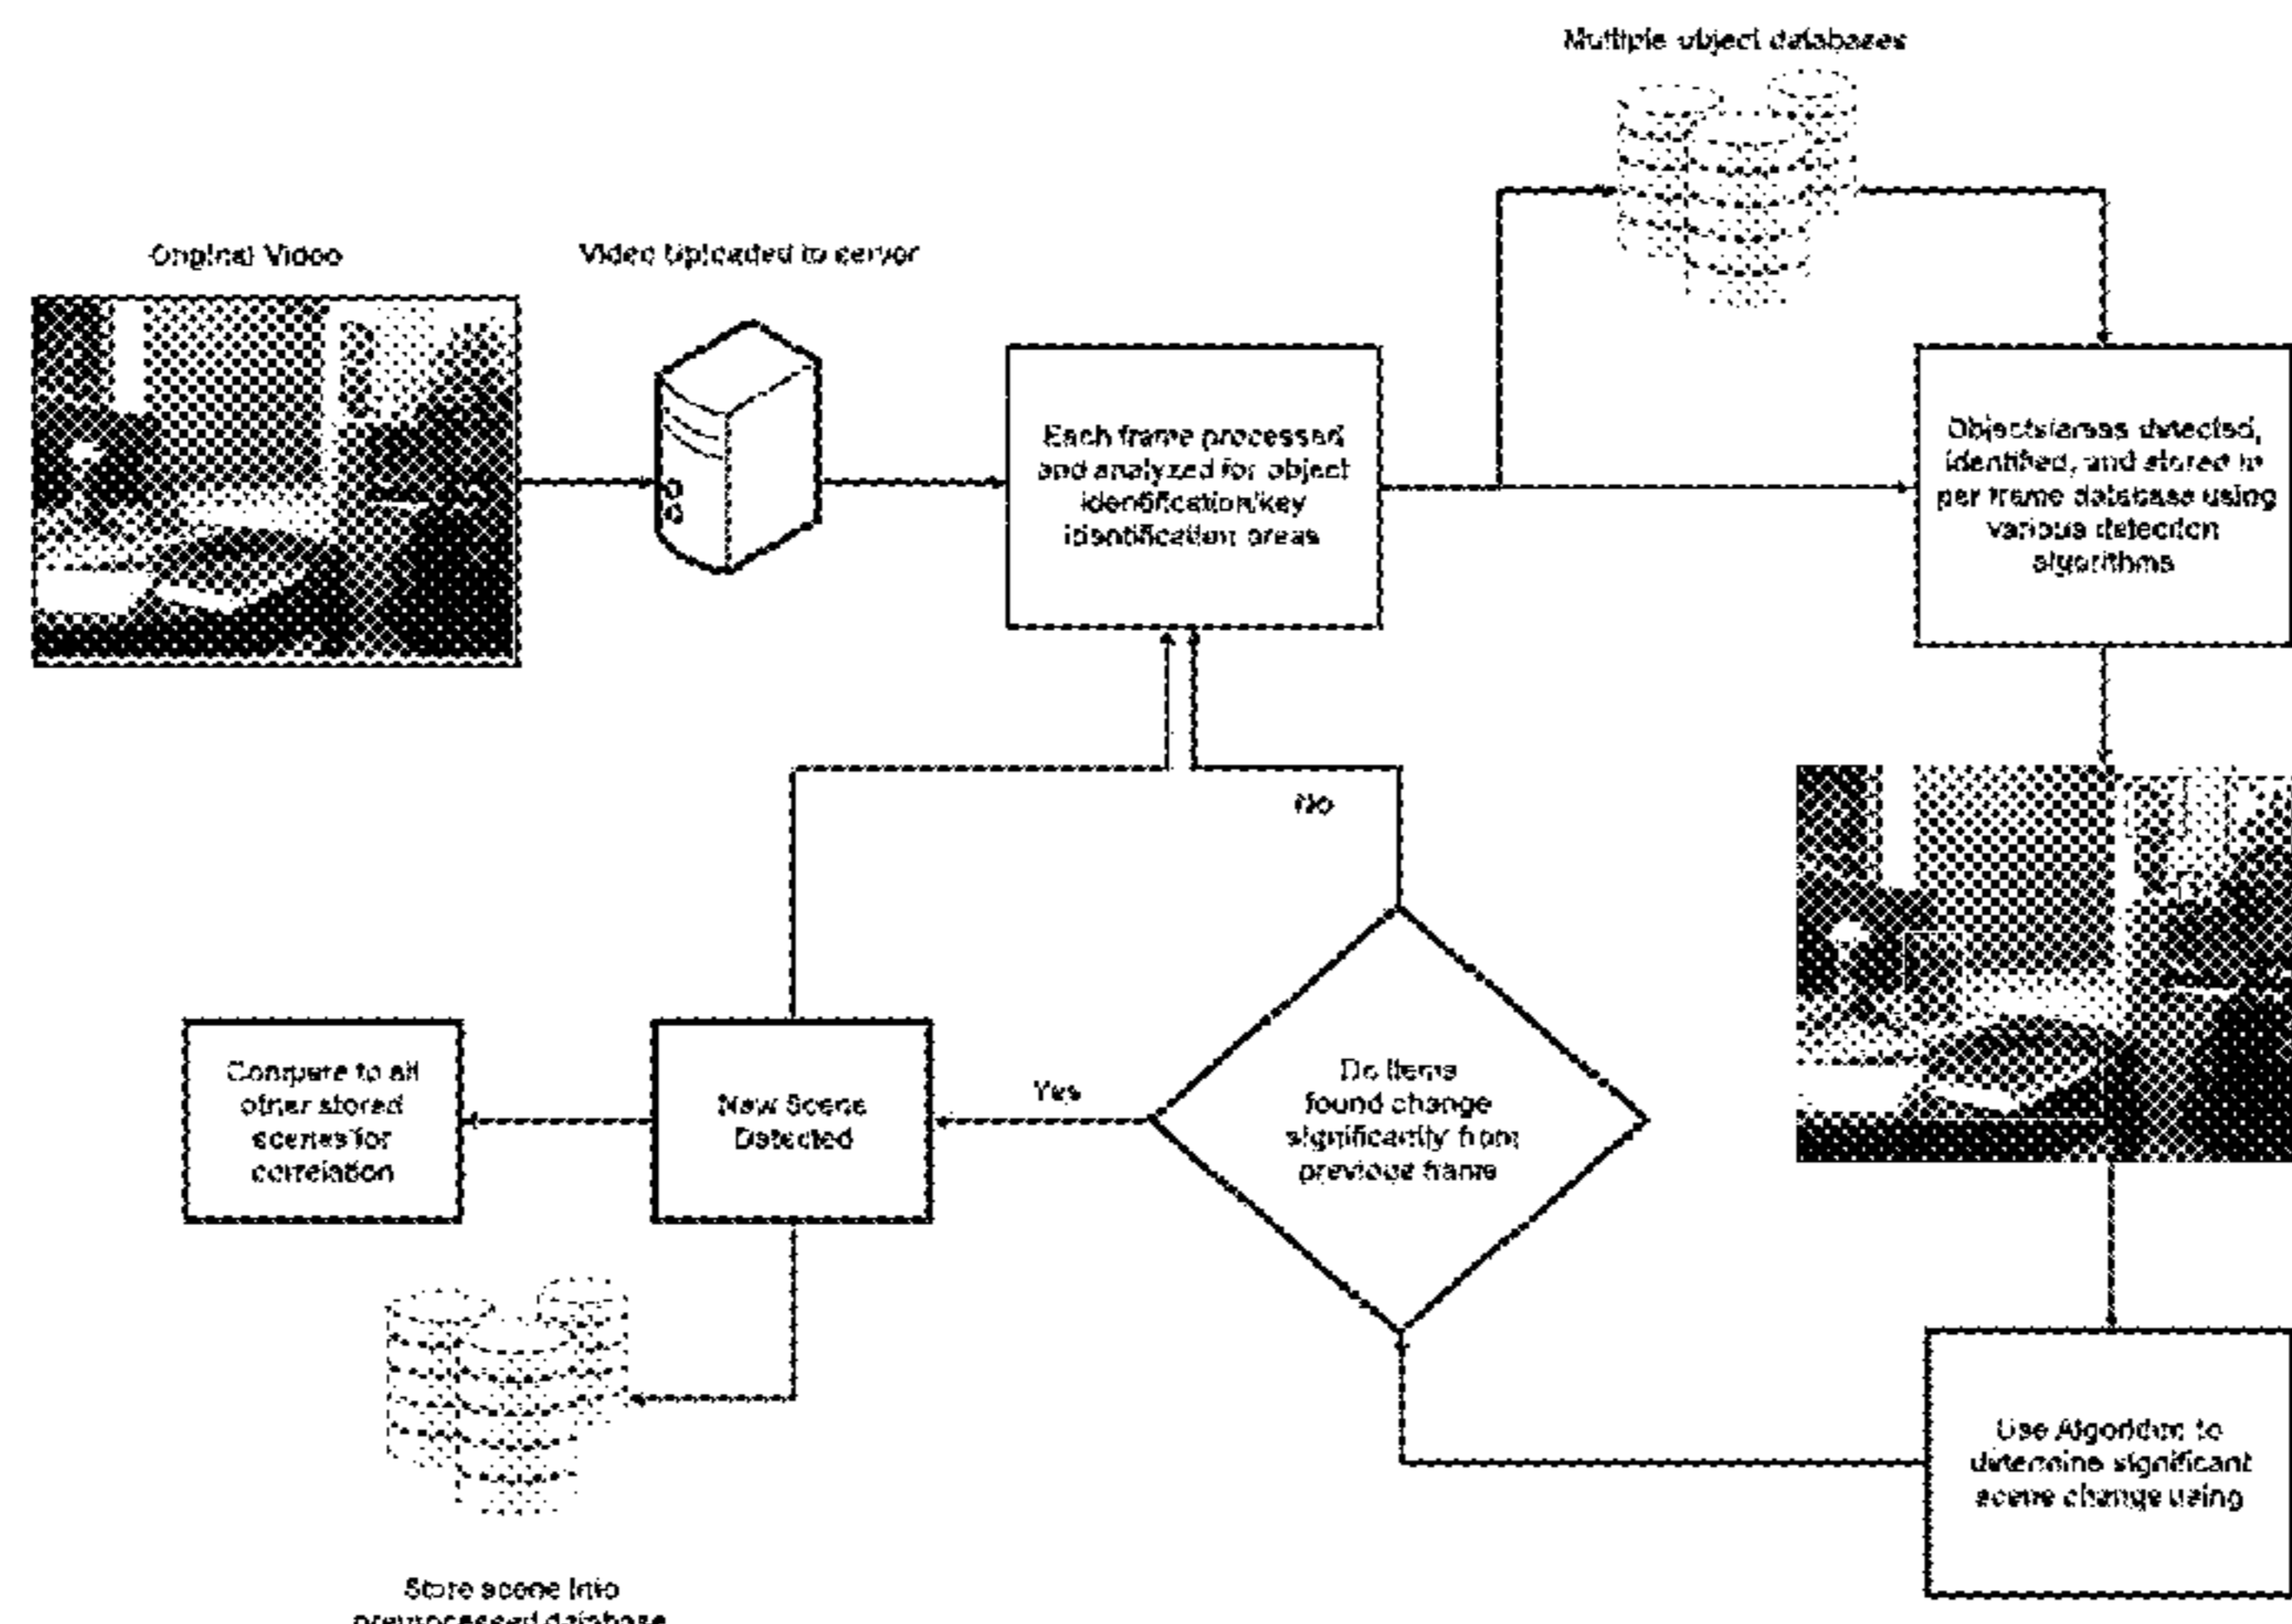 Multiple object databases
Original Video
Video Uploaded to server
Each frame processed
and analyzed for object
identification/key
identification areas
Objects/areas detected,
identified, and stored in
per frame database using
various detection
algorithms
No
Compare to all
other stored
scenes for
correlation
New Scene
Detected
Yes
Do Items
found change
significantly from
previous frame
Use Algorithm to
determine significant
scene change using
Store scene Into
preprocessed database